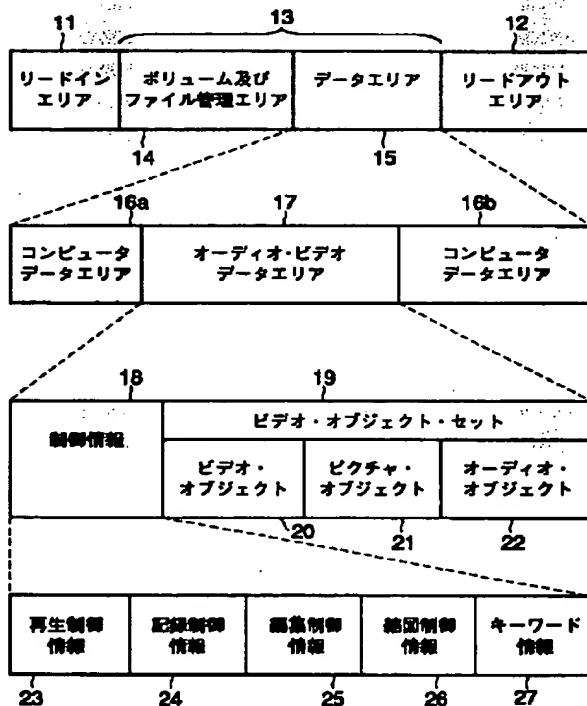 11 13 12
リードイン
エリア
ボリューム及び
ファイル管理エリア
データエリア
リードアウト
エリア
14 15
16a 17 16b
コンピュータ
データエリア
オーディオ・ビデオ
データエリア
コンピュータ
データエリア
18 19
制御情報
ビデオ・オブジェクト・セット
ビデオ・
オブジェクト
ピクチャ・
オブジェクト
オーディオ・
オブジェクト
20 21 22
再生制御
情報
記録制御
情報
編集制御
情報
縮図制御
情報
キーワード
情報
23 24 25 26 27